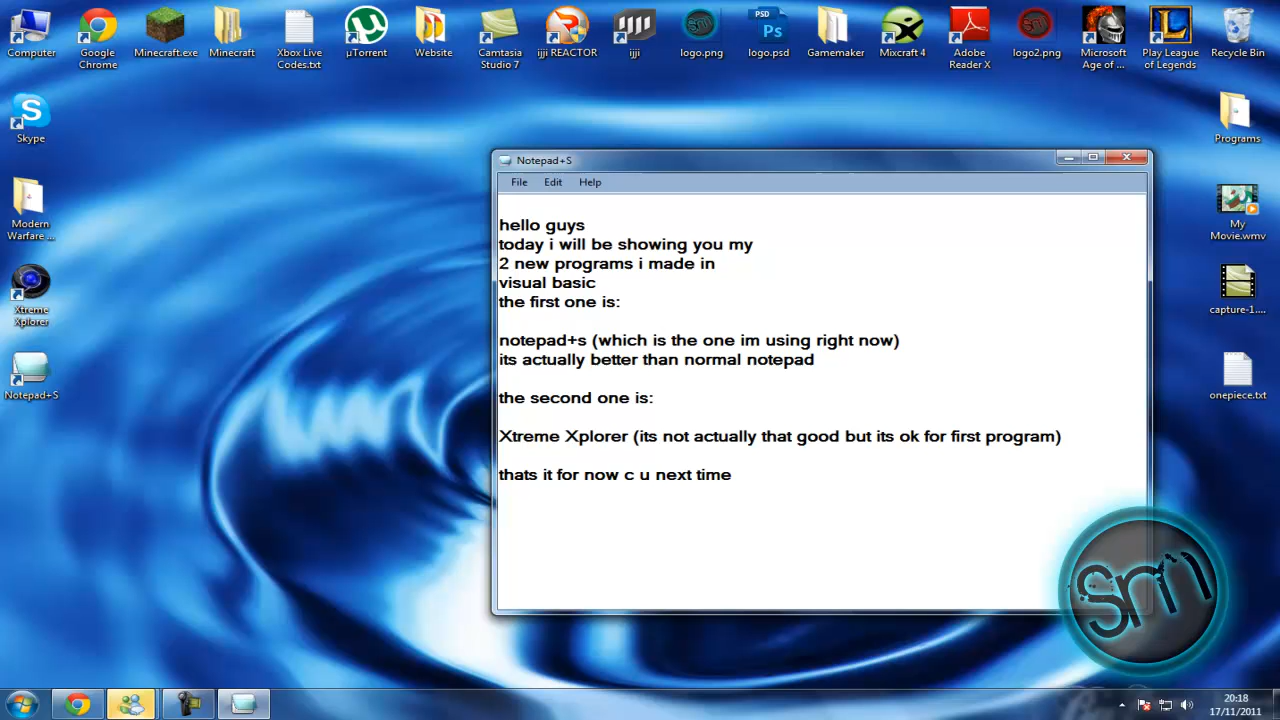 Computer
Google
Chrome
Minecraft.exe
Minecraft
Xbox Live
Codes.txt
µTorrent
Website
Camtasia
Studio 7
ijji REACTOR
ijji
logo.png
PSD
Ps
logo.psd
Gamemaker
Mixcraft 4
Adobe
Reader X
logo2.png
Microsoft
Age of ...
Play League
of Legends
Recycle Bin
Skype
Modern
Warfare ...
Xtreme
Xplorer
Notepad+S
Programs
My
Movie.wmv
capture-1....
onepiece.txt
Notepad+S
File Edit Help
hello guys
today i will be showing you my
2 new programs i made in
visual basic
the first one is:
notepad+s (which is the one im using right now)
its actually better than normal notepad
the second one is:
Xtreme Xplorer (its not actually that good but its ok for first program)
thats it for now c u next time
sm
20:18
17/11/2011